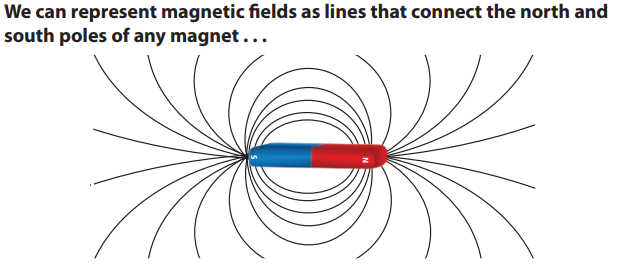 We can represent magnetic fields as lines that connect the north and
south poles of any magnet . . .
S
N